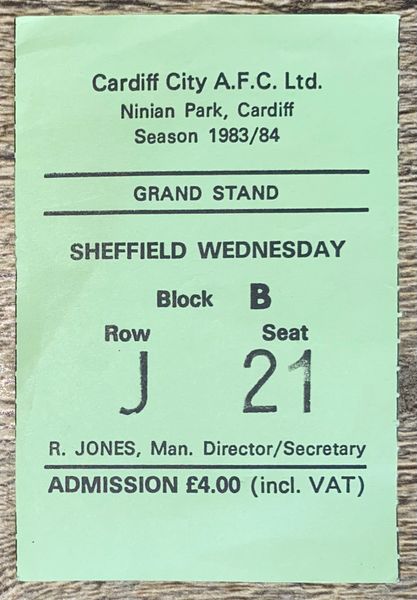 Cardiff City A.F.C. Ltd.
Ninian Park, Cardiff
Season 1983/84
GRAND STAND
SHEFFIELD WEDNESDAY
Block B
Row Seat
J 21
R. JONES, Man. Director/Secretary
ADMISSION £4.00 (incl. VAT)